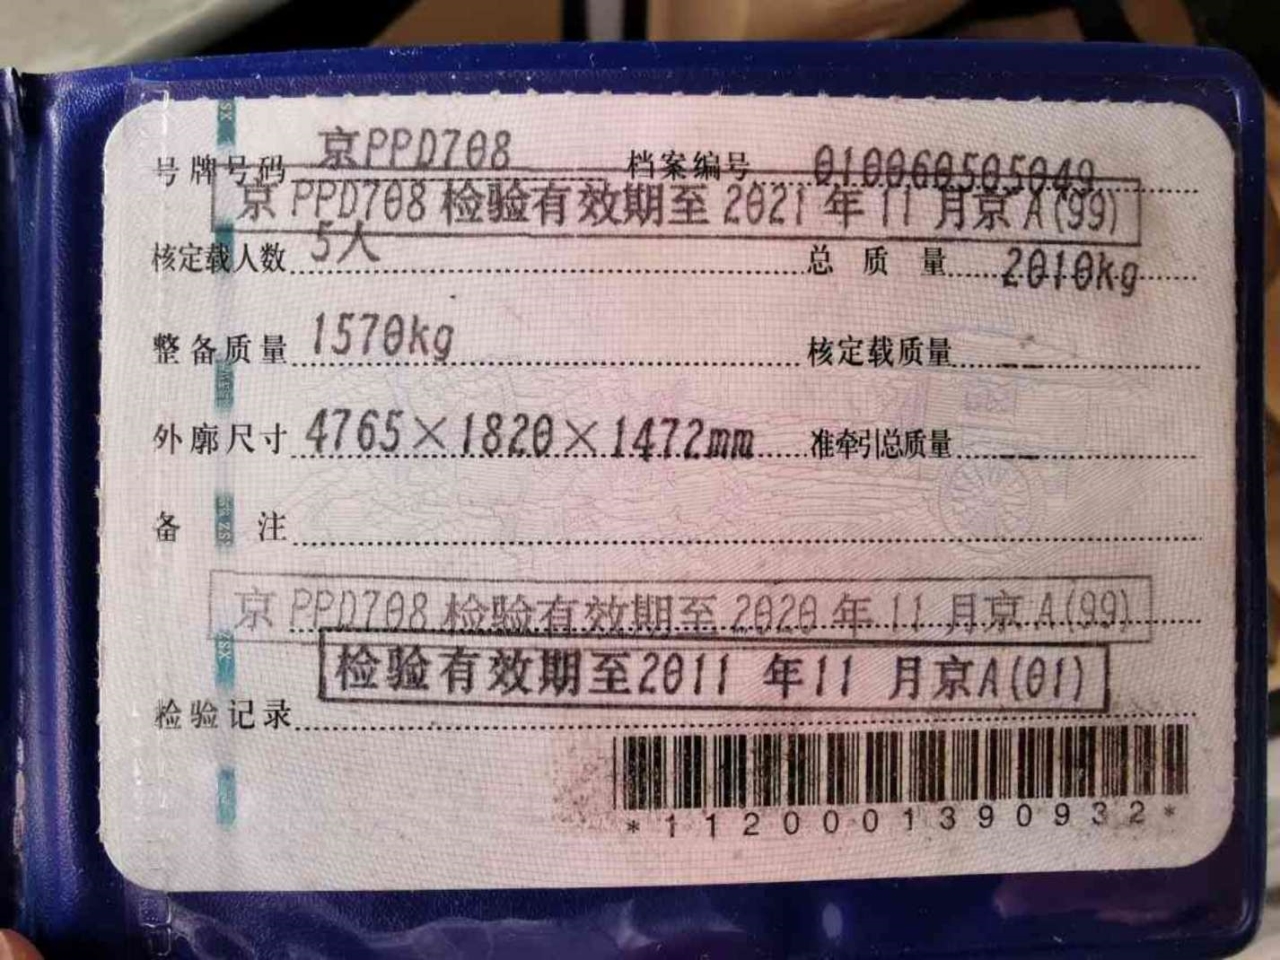 号牌号码 京PPD708 档案编号 010060505049
京PPD708 检验有效期至2021年11月京A(99)
核定载人数 5人 总质量 2010kg
整备质量 1570kg 核定载质量 —
外廓尺寸 4765×1820×1472mm 准牵引总质量 —
备注
京PPD708 检验有效期至2020年11月京A(99)
检验有效期至2011 年11 月京A(01)
检验记录
*1120001390932*